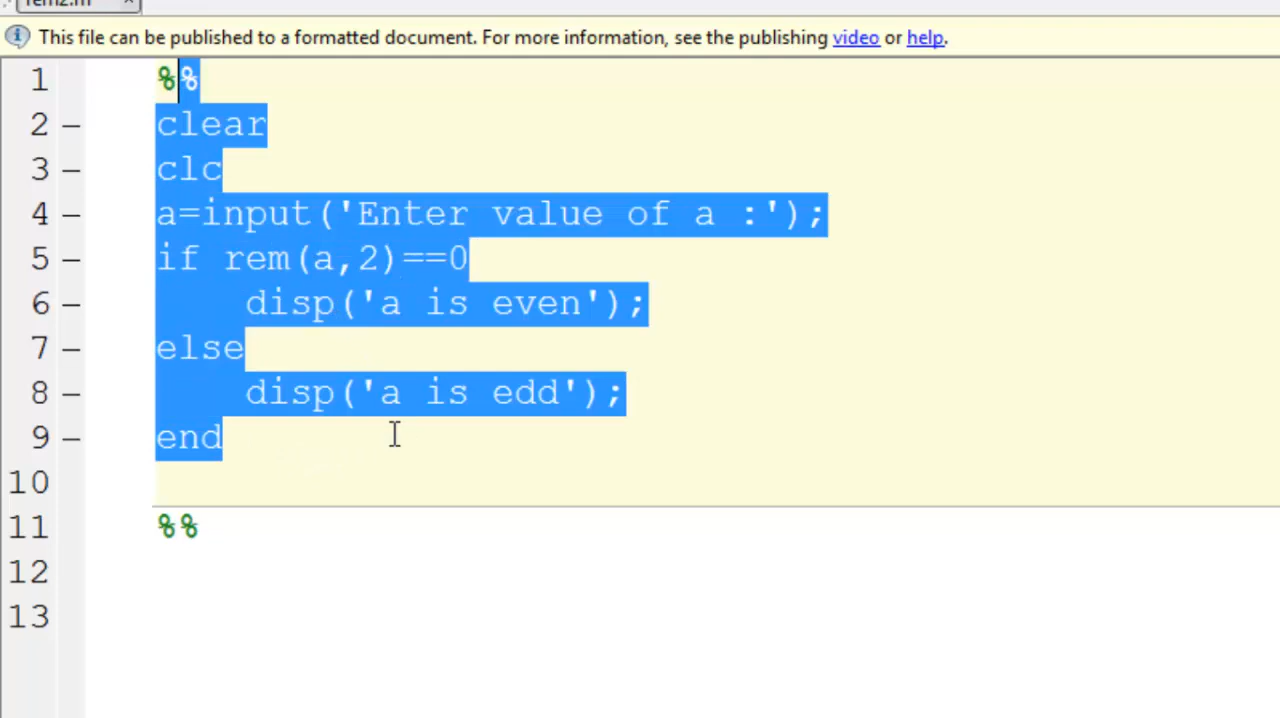 rem2.m
This file can be published to a formatted document. For more information, see the publishing video or help.
1 %%
2 – clear
3 – clc
4 – a=input('Enter value of a :');
5 – if rem(a,2)==0
6 – disp('a is even');
7 – else
8 – disp('a is edd');
9 – end
10
11 %%
12
13